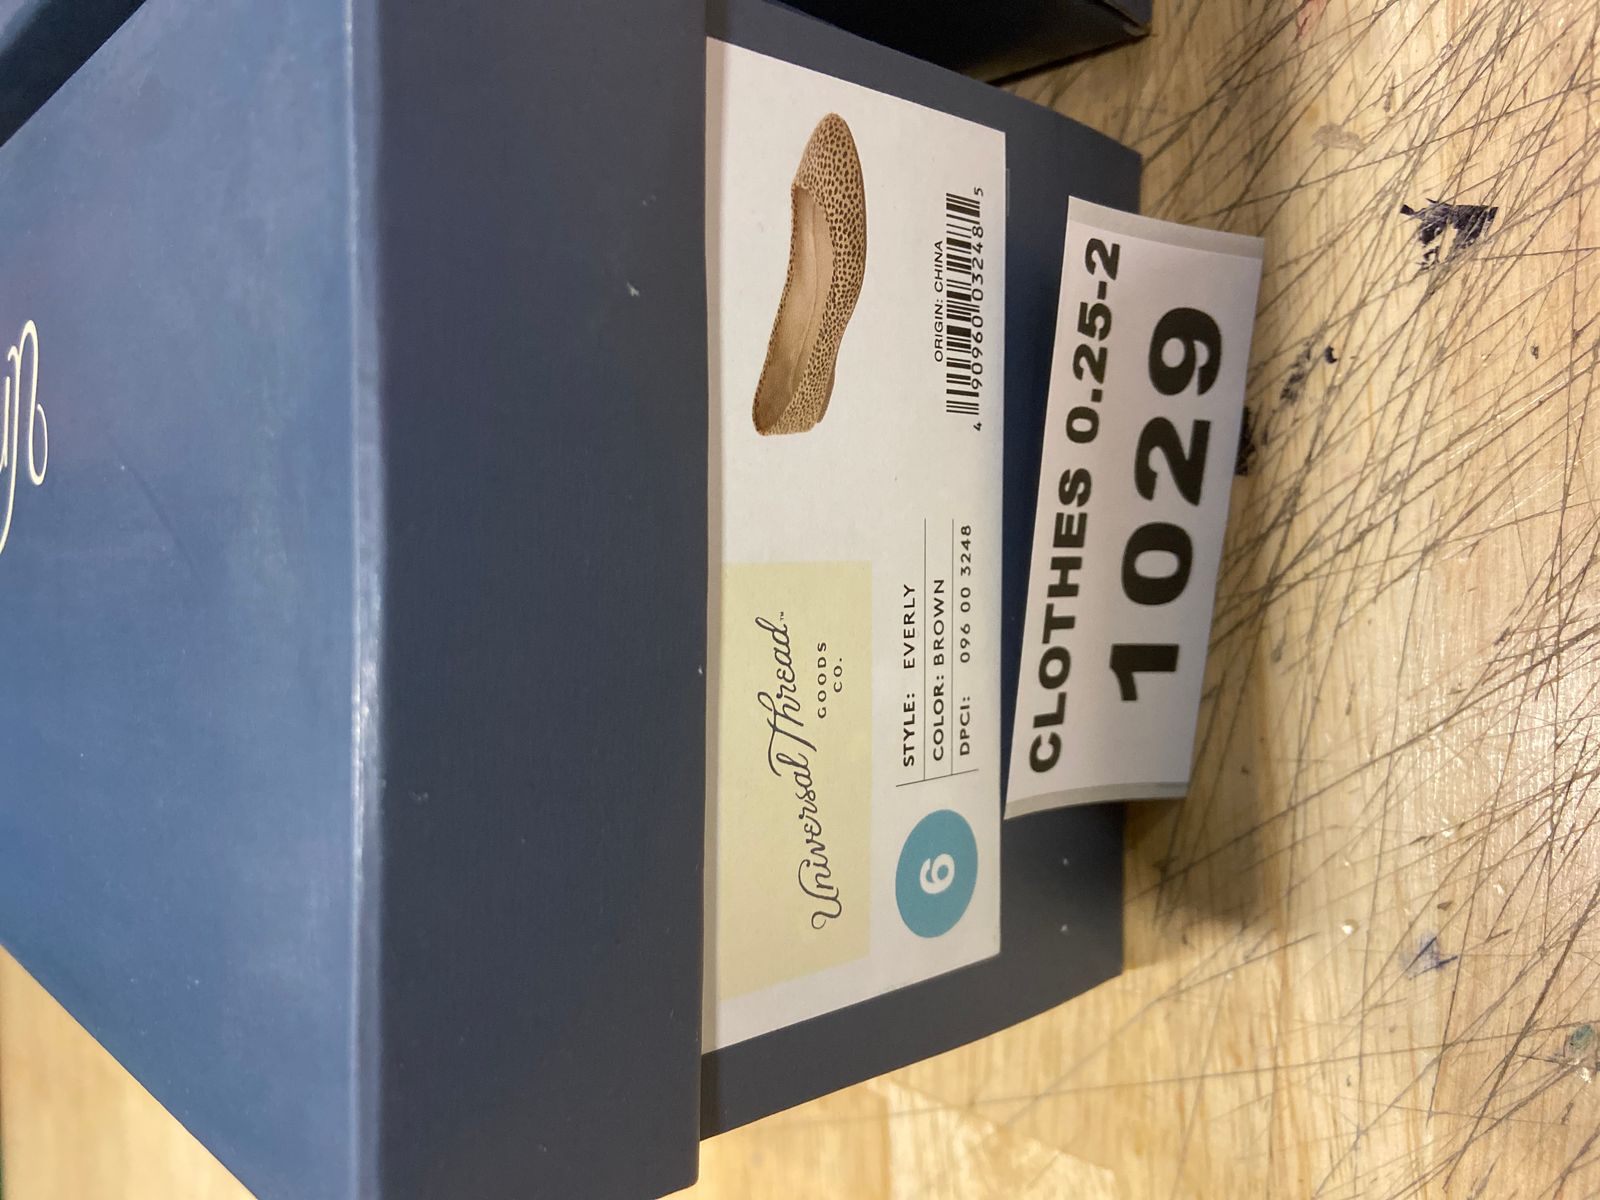 Universal Thread™
GOODS
CO.
6
STYLE: EVERLY
COLOR: BROWN
DPCI: 096 00 3248
ORIGIN: CHINA
4 90960 03248 5
CLOTHES 0.25-2
1029